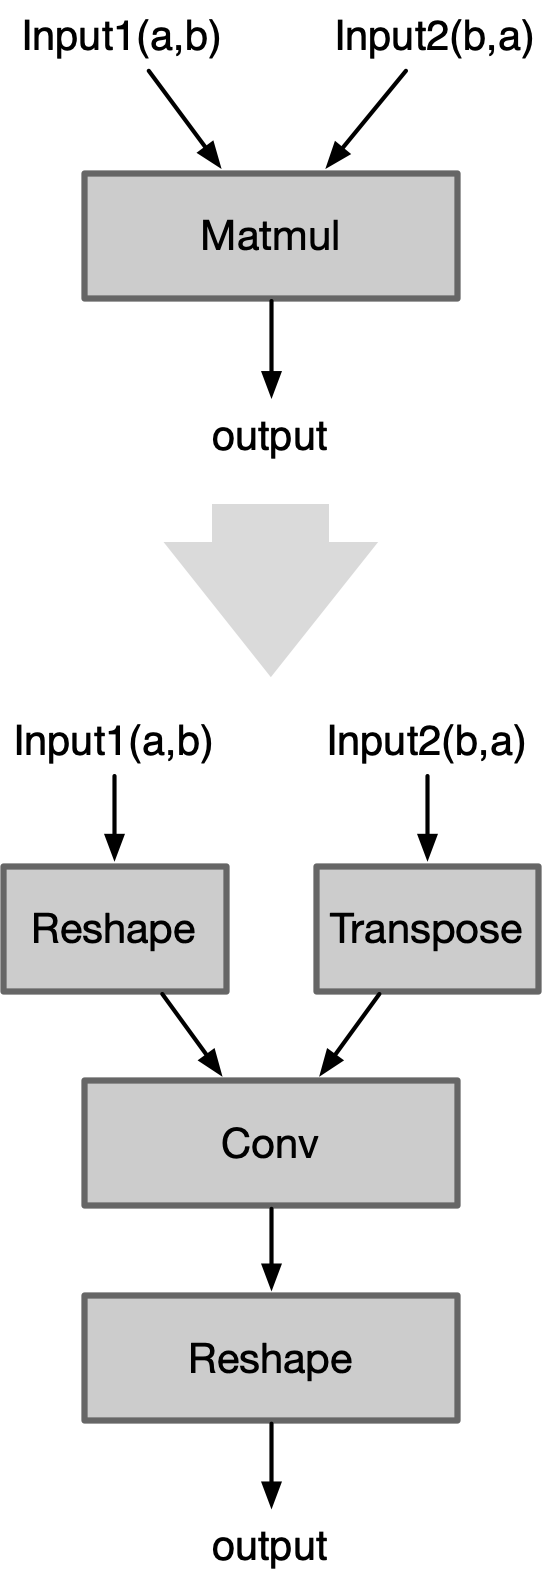 Input1(a,b) Input2(b,a)
Matmul
output
Input1(a,b) Input2(b,a)
Reshape Transpose
Conv
Reshape
output